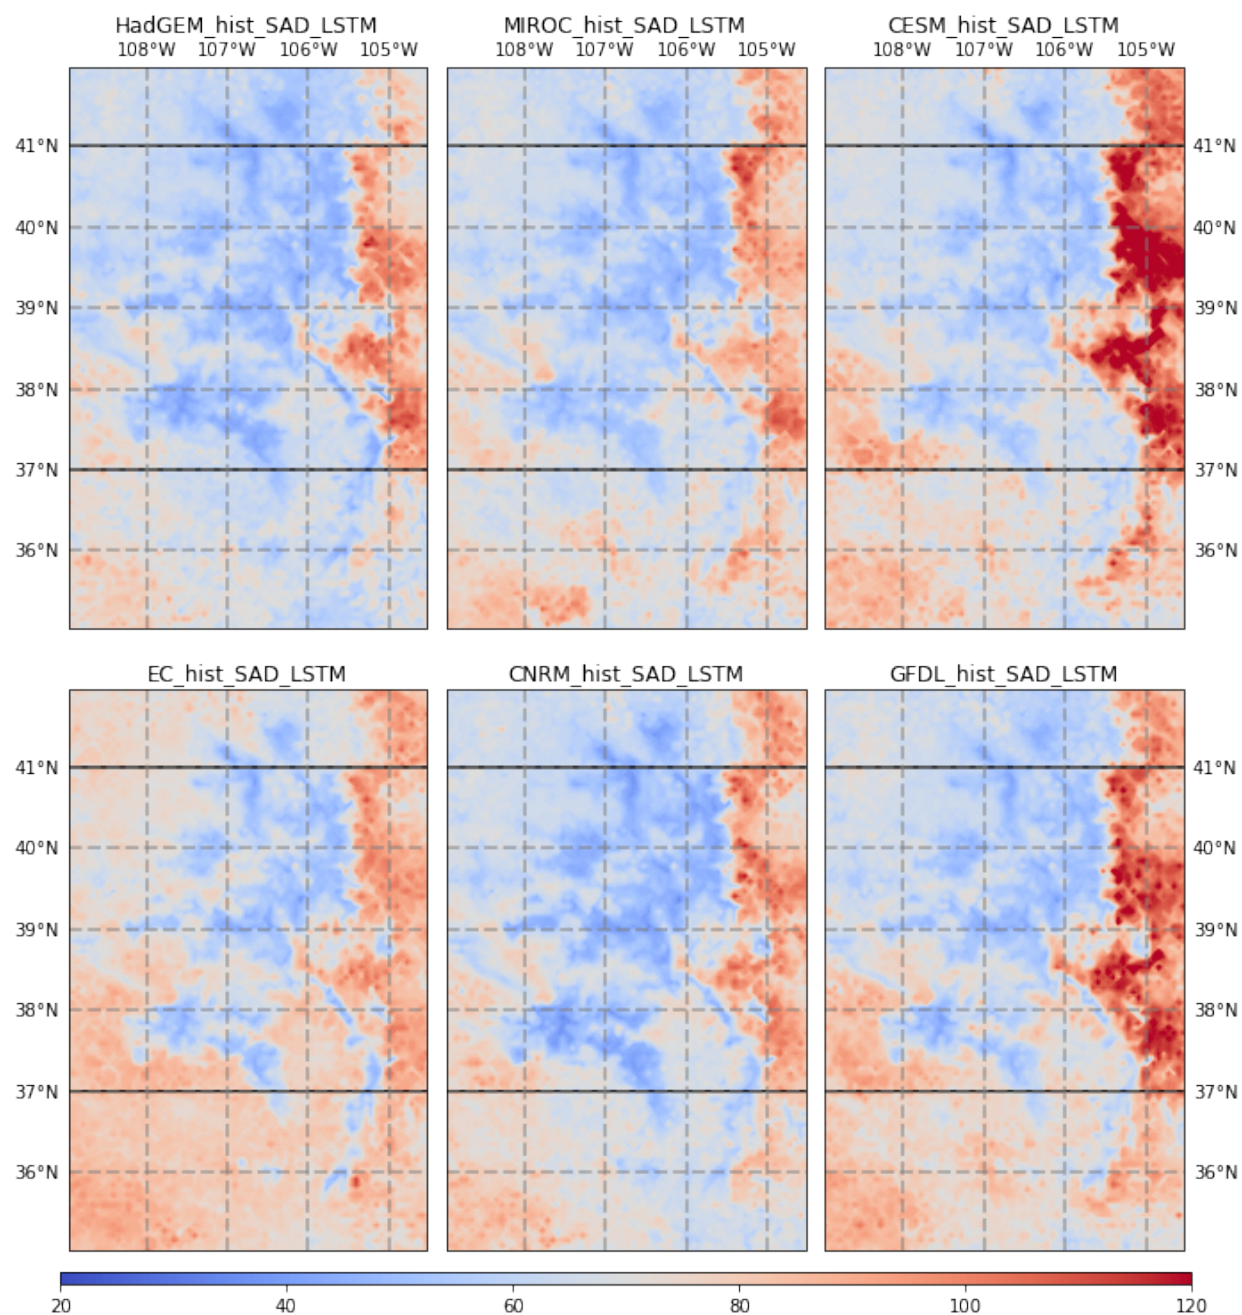 HadGEM_hist_SAD_LSTM MIROC_hist_SAD_LSTM CESM_hist_SAD_LSTM
108°W 107°W 106°W 105°W 108°W 107°W 106°W 105°W 108°W 107°W 106°W 105°W
41°N 41°N
40°N 40°N
39°N 39°N
38°N 38°N
37°N 37°N
36°N 36°N
EC_hist_SAD_LSTM CNRM_hist_SAD_LSTM GFDL_hist_SAD_LSTM
41°N 41°N
40°N 40°N
39°N 39°N
38°N 38°N
37°N 37°N
36°N 36°N
20 40 60 80 100 120